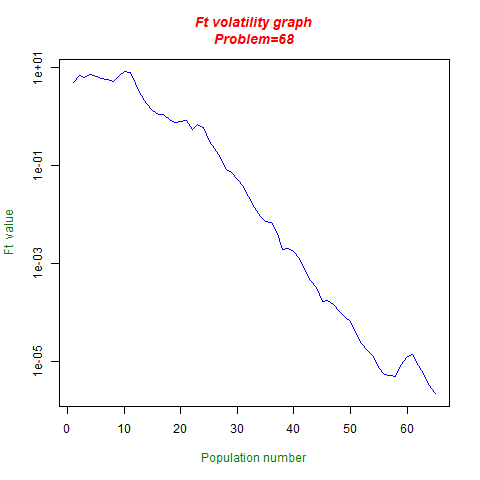 Ft volatility graph
Problem=68
Ft value
1e+01
1e-01
1e-03
1e-05
0 10 20 30 40 50 60
Population number